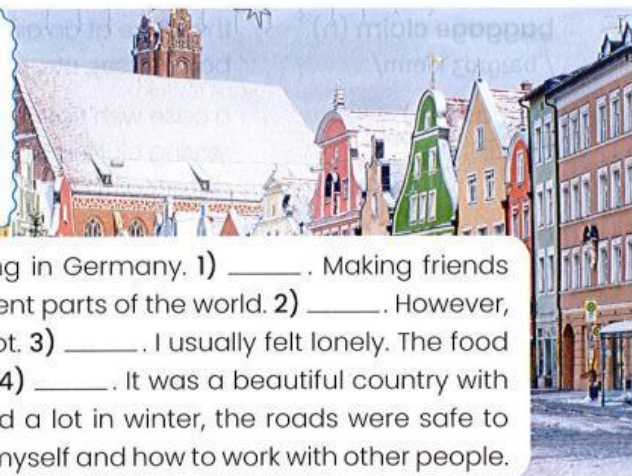 ng in Germany. 1) ______ . Making friends
ent parts of the world. 2) ______ . However,
ot. 3) ______ . I usually felt lonely. The food
4) ______ . It was a beautiful country with
d a lot in winter, the roads were safe to
myself and how to work with other people.